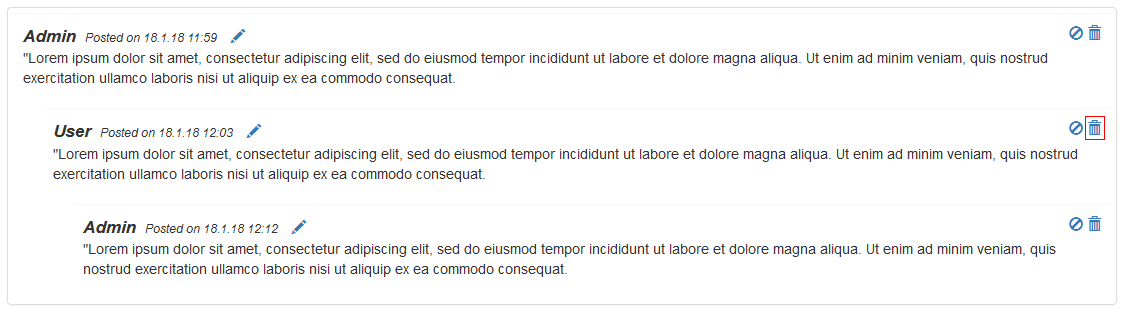 Admin Posted on 18.1.18 11:59
"Lorem ipsum dolor sit amet, consectetur adipiscing elit, sed do eiusmod tempor incididunt ut labore et dolore magna aliqua. Ut enim ad minim veniam, quis nostrud
exercitation ullamco laboris nisi ut aliquip ex ea commodo consequat.
User Posted on 18.1.18 12:03
"Lorem ipsum dolor sit amet, consectetur adipiscing elit, sed do eiusmod tempor incididunt ut labore et dolore magna aliqua. Ut enim ad minim veniam, quis nostrud
exercitation ullamco laboris nisi ut aliquip ex ea commodo consequat.
Admin Posted on 18.1.18 12:12
"Lorem ipsum dolor sit amet, consectetur adipiscing elit, sed do eiusmod tempor incididunt ut labore et dolore magna aliqua. Ut enim ad minim veniam, quis
nostrud exercitation ullamco laboris nisi ut aliquip ex ea commodo consequat.